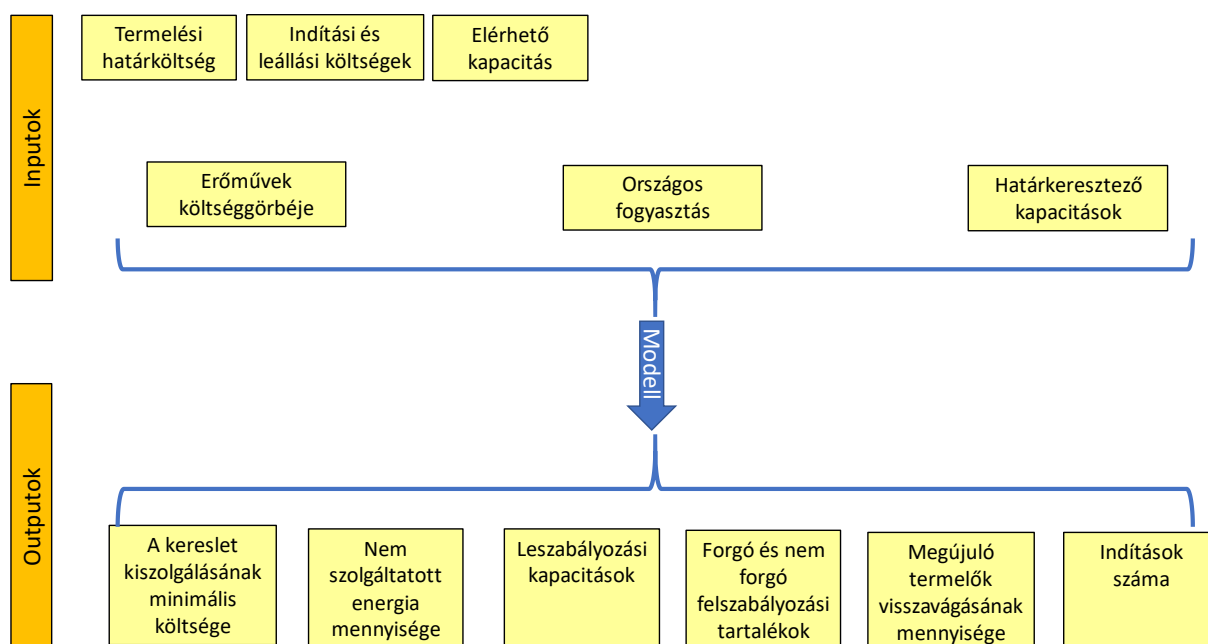 Inputok
Termelési
határköltség
Indítási és
leállási költségek
Elérhető
kapacitás
Erőművek
költséggörbéje
Országos
fogyasztás
Határkeresztező
kapacitások
Modell
Outputok
A kereslet
kiszolgálásának
minimális
költsége
Nem
szolgáltatott
energia
mennyisége
Leszabályozási
kapacitások
Forgó és nem
forgó
felszabályozási
tartalékok
Megújuló
termelők
visszavágásának
mennyisége
Indítások
száma